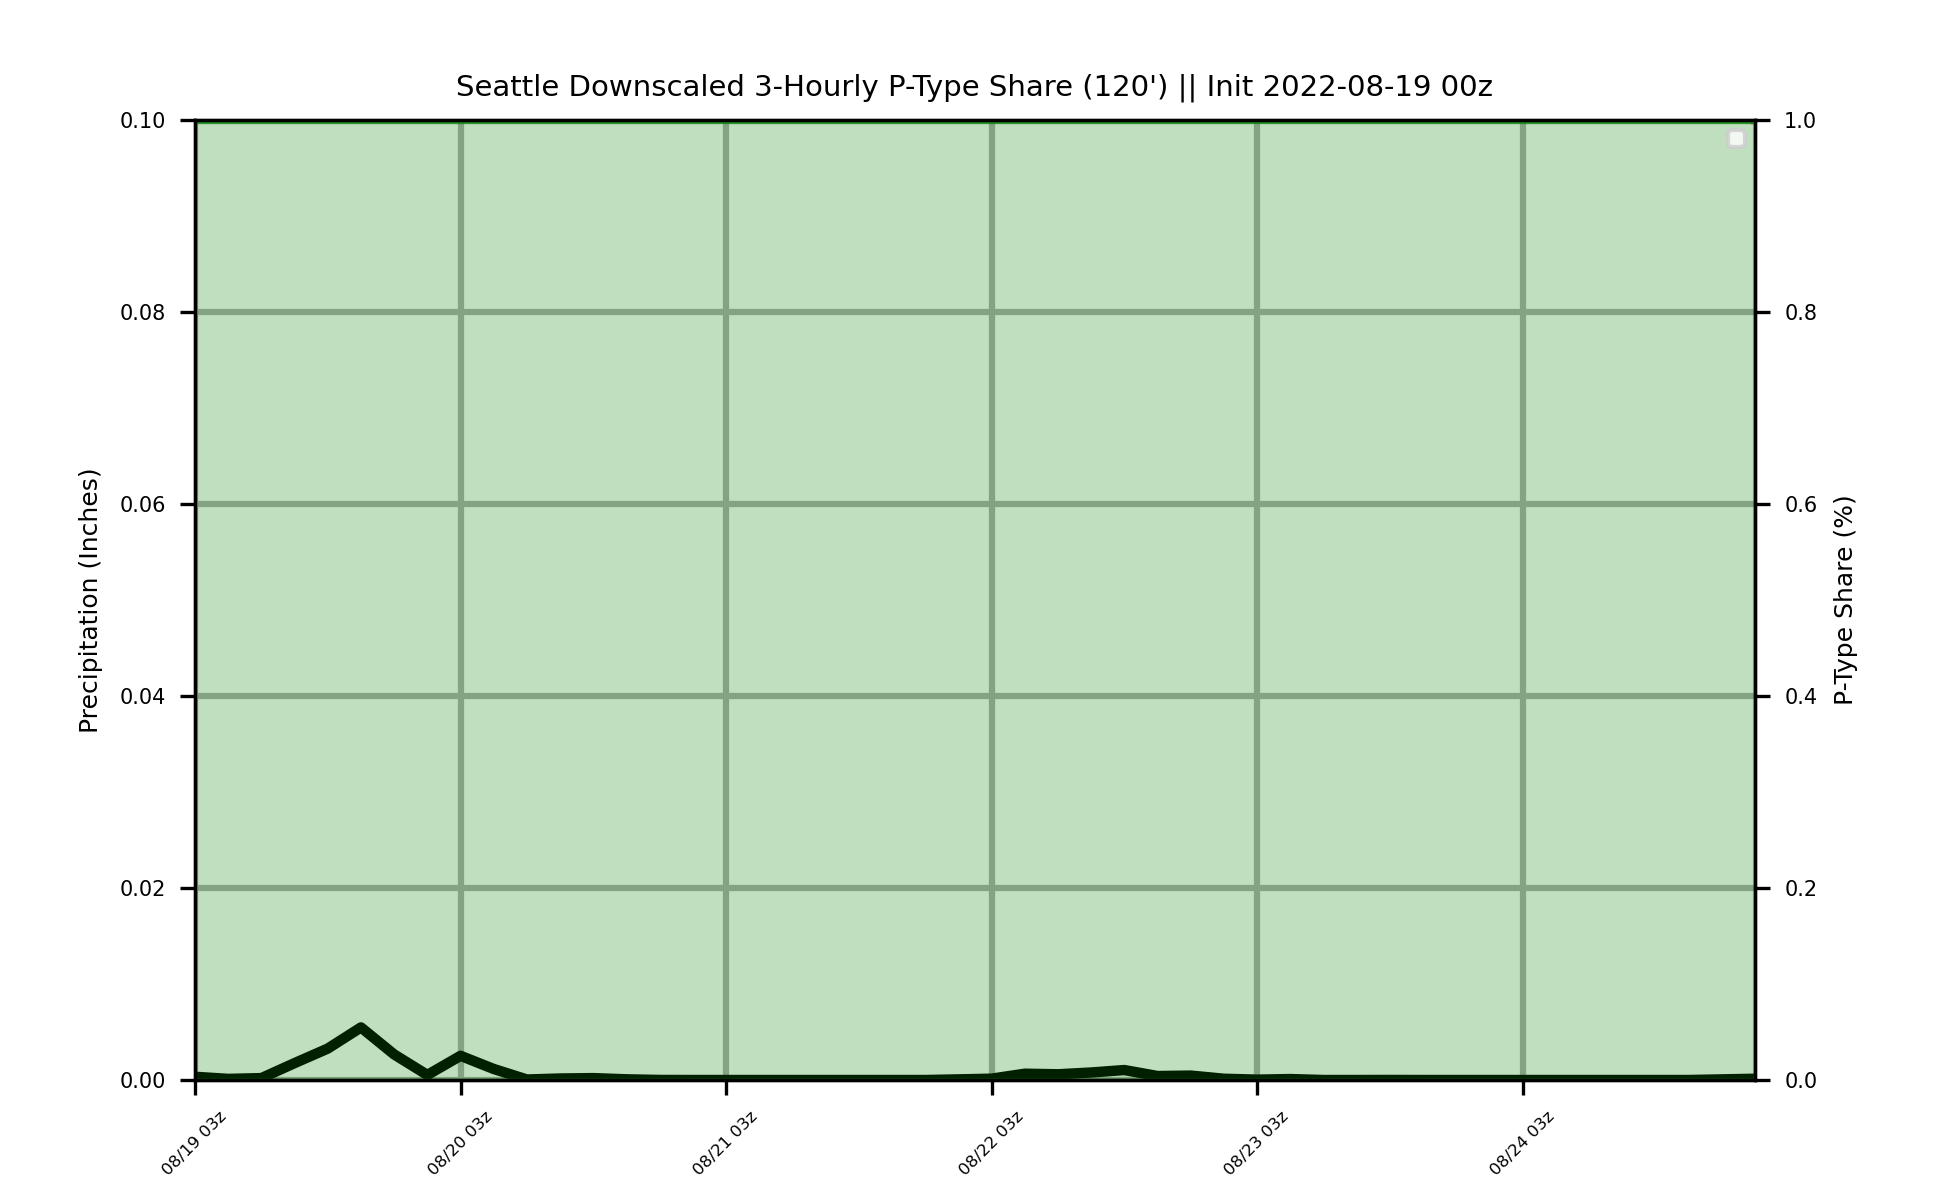 Seattle Downscaled 3-Hourly P-Type Share (120') || Init 2022-08-19 00z
0.10
0.08
0.06
0.04
0.02
0.00
Precipitation (Inches)
1.0
0.8
0.6
0.4
0.2
0.0
P-Type Share (%)
08/19 03z
08/20 03z
08/21 03z
08/22 03z
08/23 03z
08/24 03z